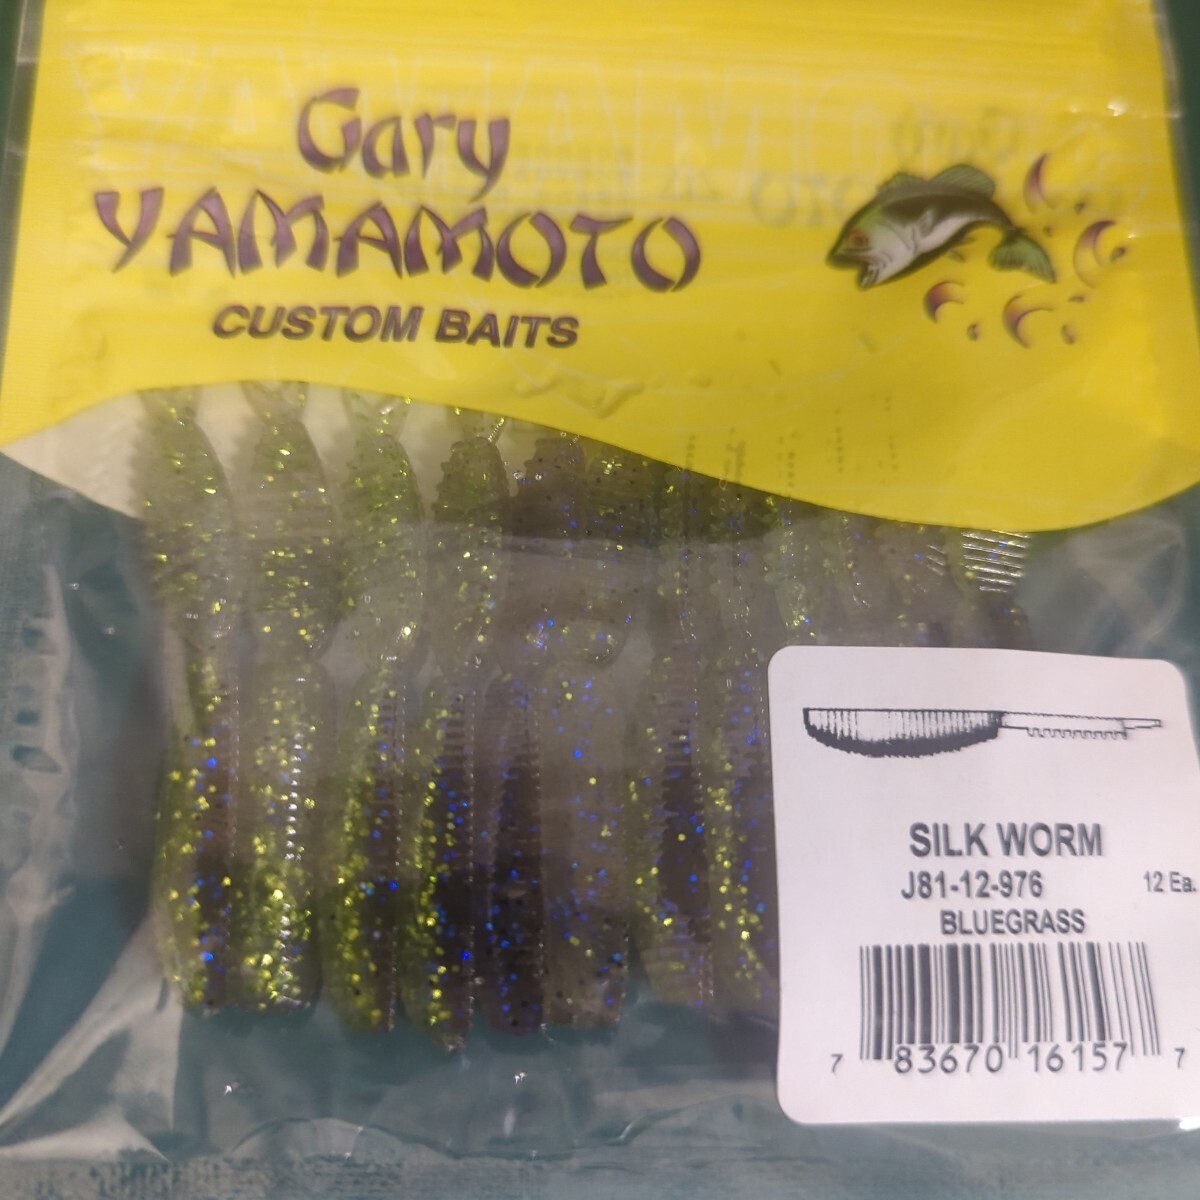 Gary
YAMAMOTO
CUSTOM BAITS
SILK WORM
J81-12-976
12 Ea.
BLUEGRASS
7 83670 16157 7